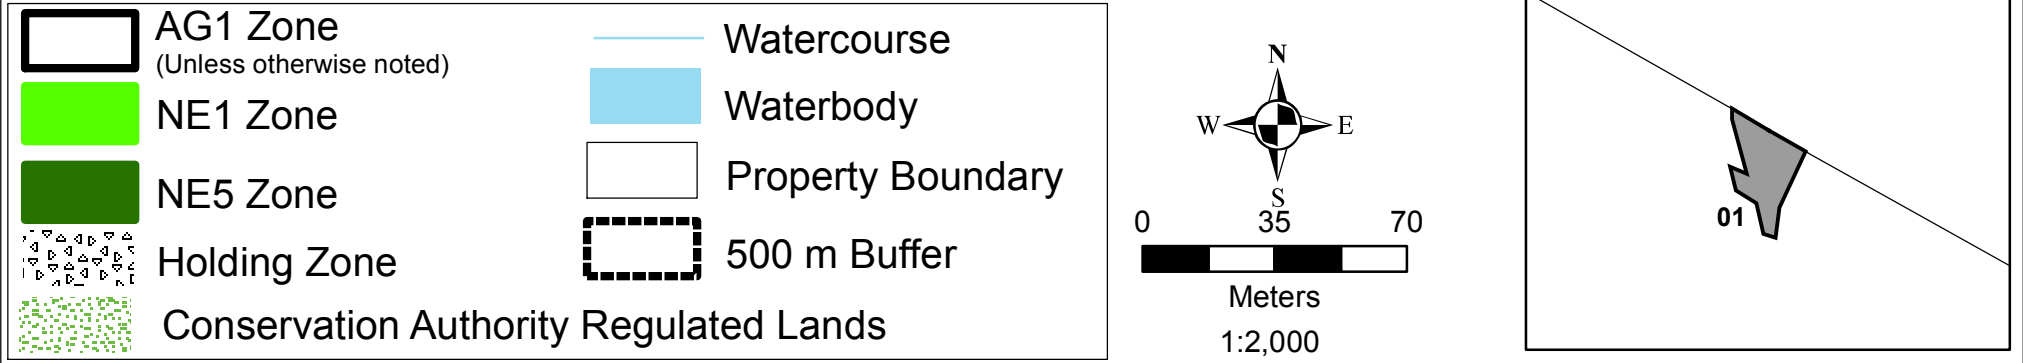 AG1 Zone
(Unless otherwise noted)
NE1 Zone
NE5 Zone
Holding Zone
Conservation Authority Regulated Lands
Watercourse
Waterbody
Property Boundary
500 m Buffer
N
W E
S
0 35 70
Meters
1:2,000
01